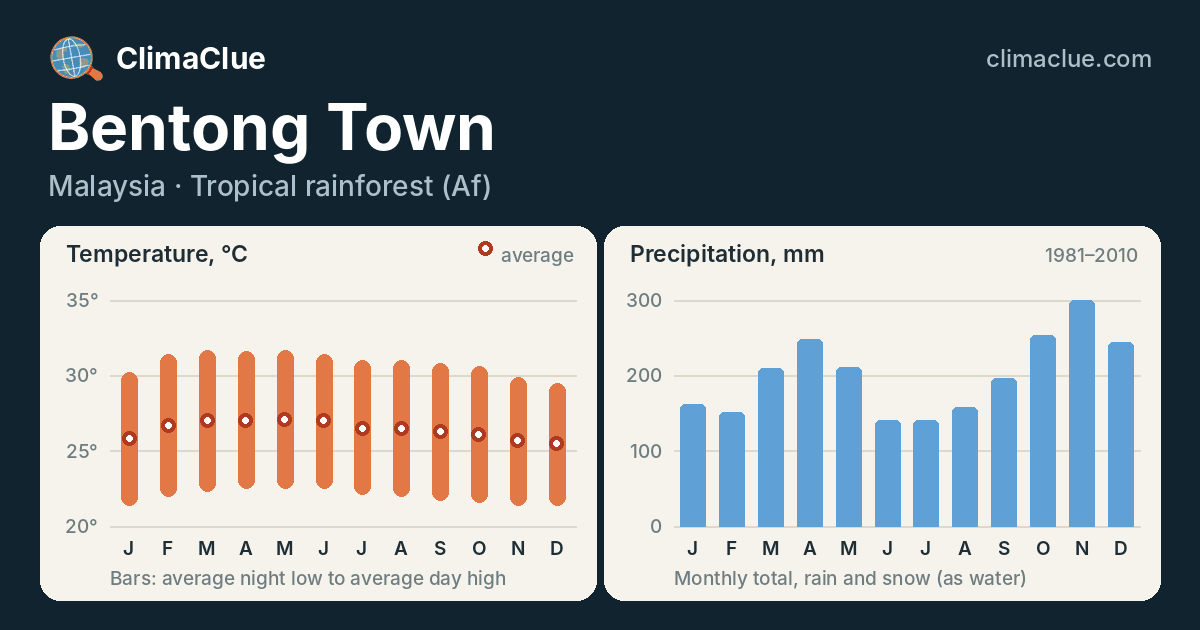 ClimaClue
climaclue.com
Bentong Town
Malaysia · Tropical rainforest (Af)
Temperature, °C
average
35°
30°
25°
20°
J F M A M J J A S O N D
Bars: average night low to average day high
Precipitation, mm
1981–2010
300
200
100
0
J F M A M J J A S O N D
Monthly total, rain and snow (as water)